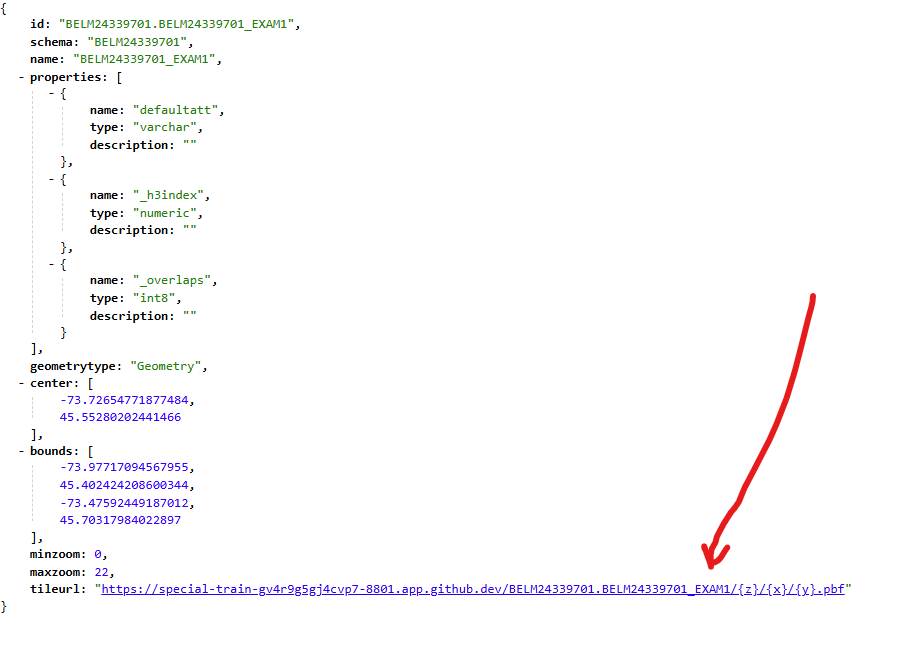 {
id: "BELM24339701.BELM24339701_EXAM1",
schema: "BELM24339701",
name: "BELM24339701_EXAM1",
- properties: [
- {
name: "defaultatt",
type: "varchar",
description: ""
},
- {
name: "_h3index",
type: "numeric",
description: ""
},
- {
name: "_overlaps",
type: "int8",
description: ""
}
],
geometrytype: "Geometry",
- center: [
-73.72654771877484,
45.55280202441466
],
- bounds: [
-73.97717094567955,
45.402424208600344,
-73.47592449187012,
45.70317984022897
],
minzoom: 0,
maxzoom: 22,
tileurl: "https://special-train-gv4r9g5gj4cvp7-8801.app.github.dev/BELM24339701.BELM24339701_EXAM1/{z}/{x}/{y}.pbf"
}